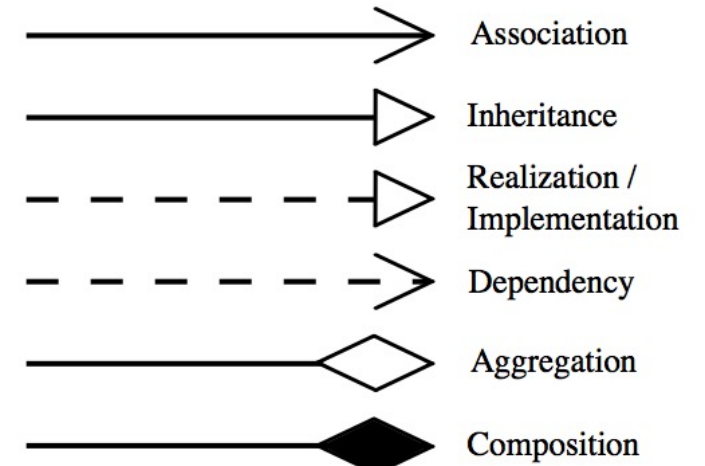 Association
Inheritance
Realization /
Implementation
Dependency
Aggregation
Composition